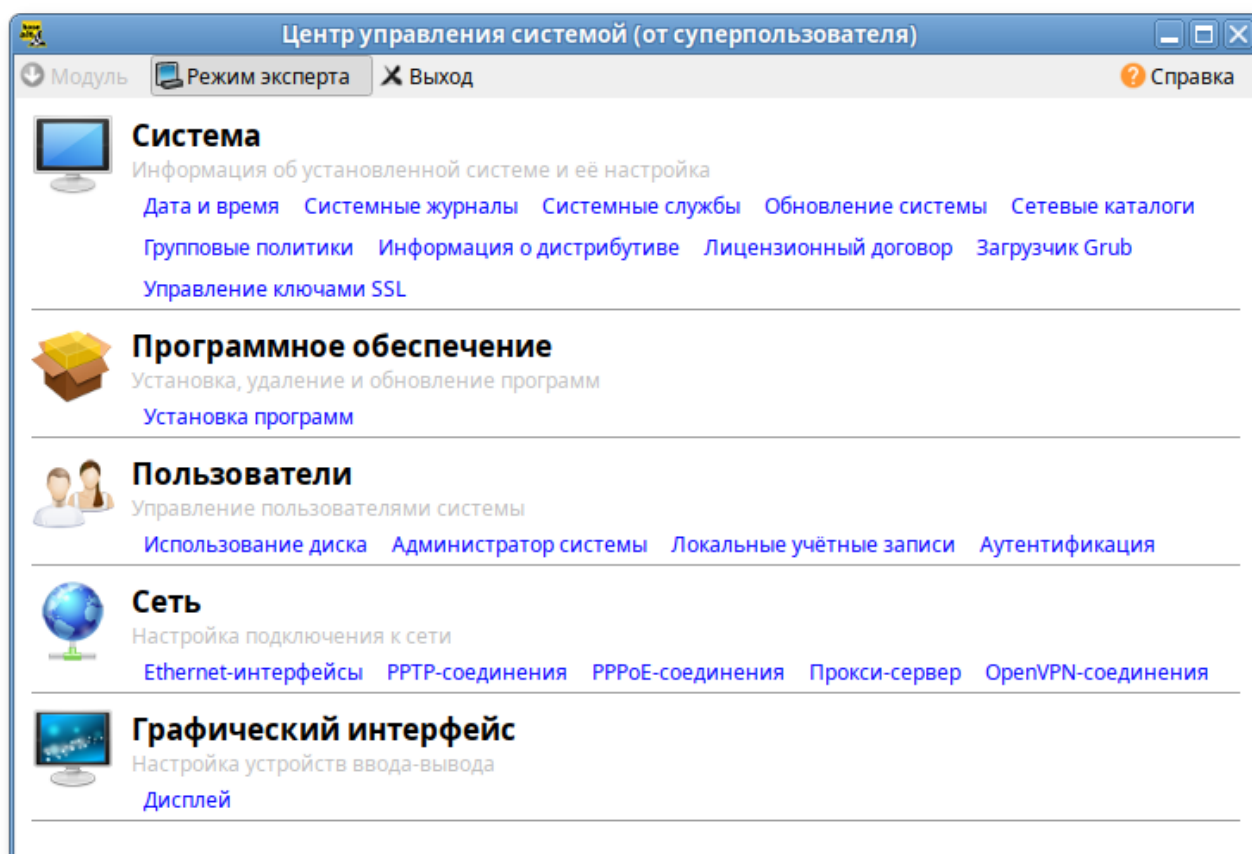 Центр управления системой (от суперпользователя)
Модуль Режим эксперта Выход Справка
Система
Информация об установленной системе и её настройка
Дата и время Системные журналы Системные службы Обновление системы Сетевые каталоги
Групповые политики Информация о дистрибутиве Лицензионный договор Загрузчик Grub
Управление ключами SSL
Программное обеспечение
Установка, удаление и обновление программ
Установка программ
Пользователи
Управление пользователями системы
Использование диска Администратор системы Локальные учётные записи Аутентификация
Сеть
Настройка подключения к сети
Ethernet-интерфейсы PPTP-соединения PPPoE-соединения Прокси-сервер OpenVPN-соединения
Графический интерфейс
Настройка устройств ввода-вывода
Дисплей